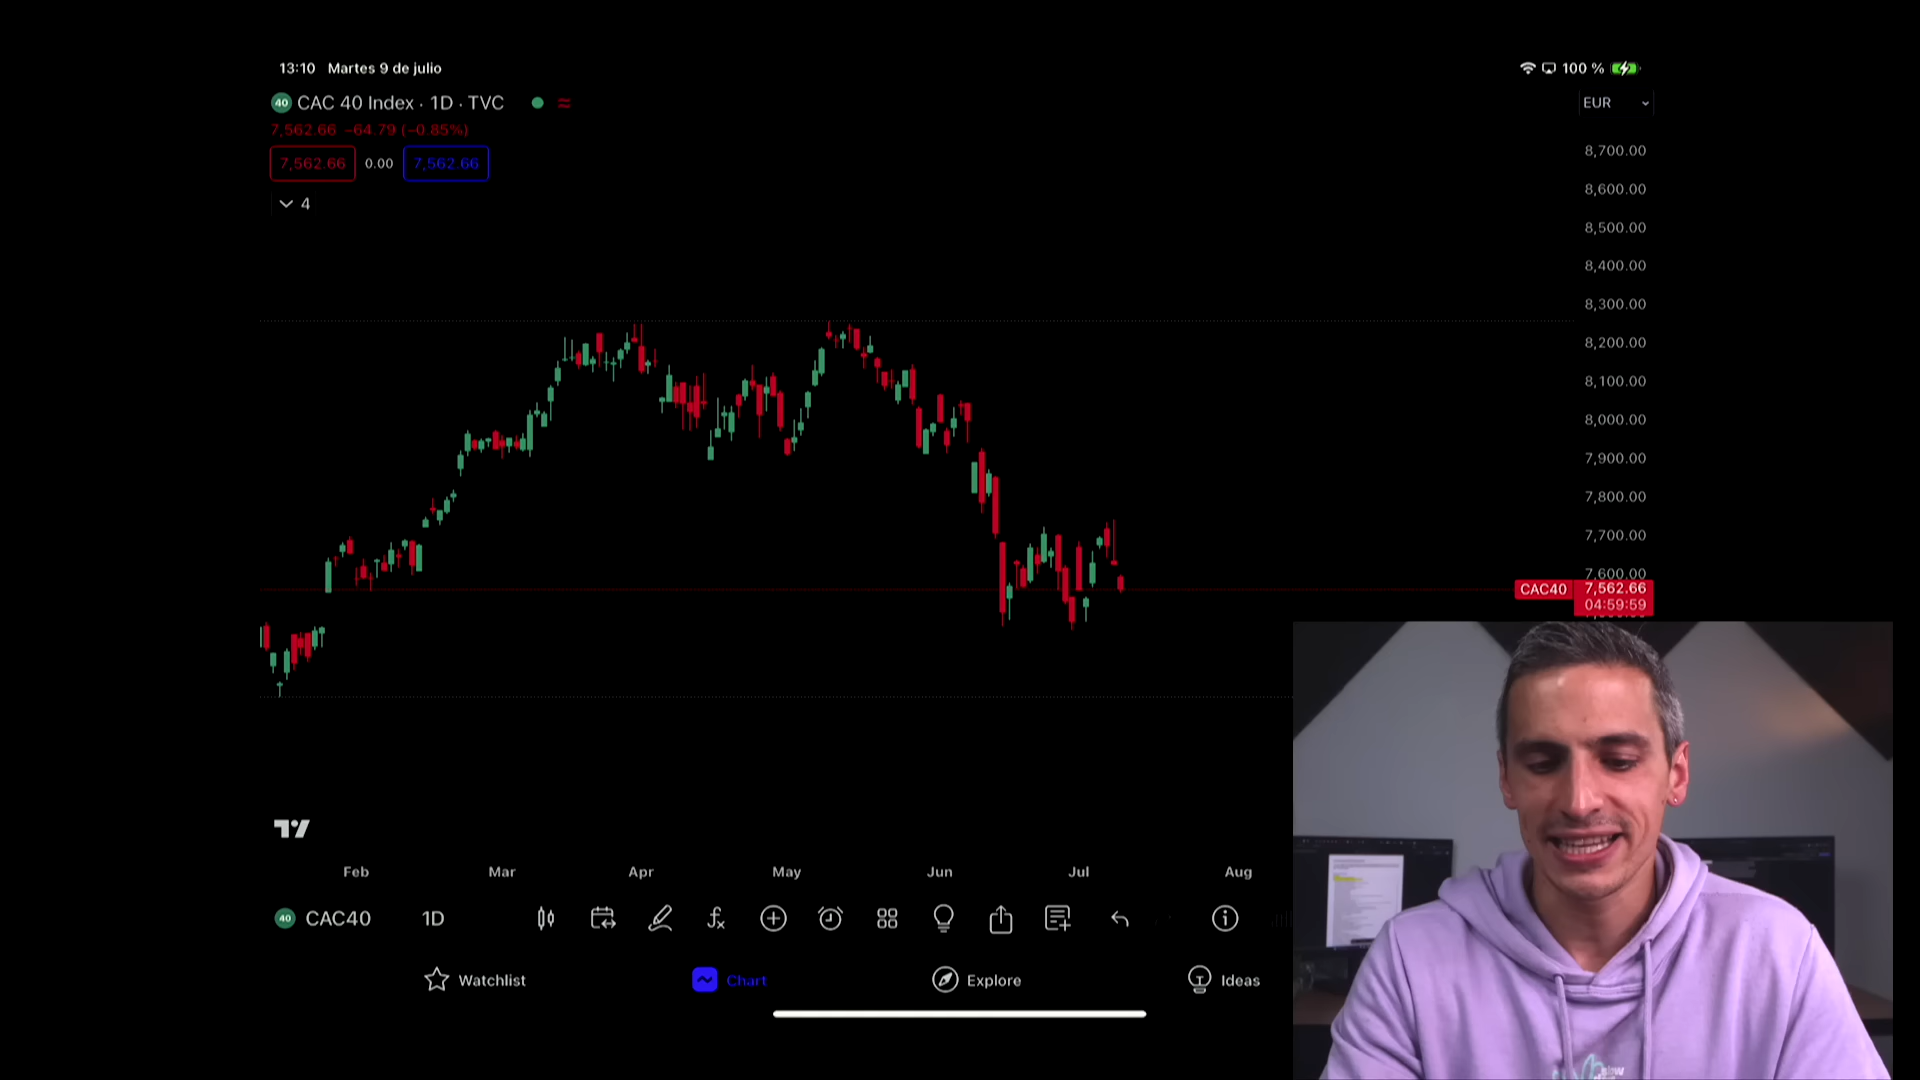 13:10 Martes 9 de julio
100 %
40 CAC 40 Index · 1D · TVC
EUR
7,562.66 −64.79 (−0.85%)
7,562.66 0.00 7,562.66
4
8,700.00
8,600.00
8,500.00
8,400.00
8,300.00
8,200.00
8,100.00
8,000.00
7,900.00
7,800.00
7,700.00
7,600.00
CAC40 7,562.66
04:59:59
Feb Mar Apr May Jun Jul Aug
40 CAC40 1D
Watchlist Chart Explore Ideas